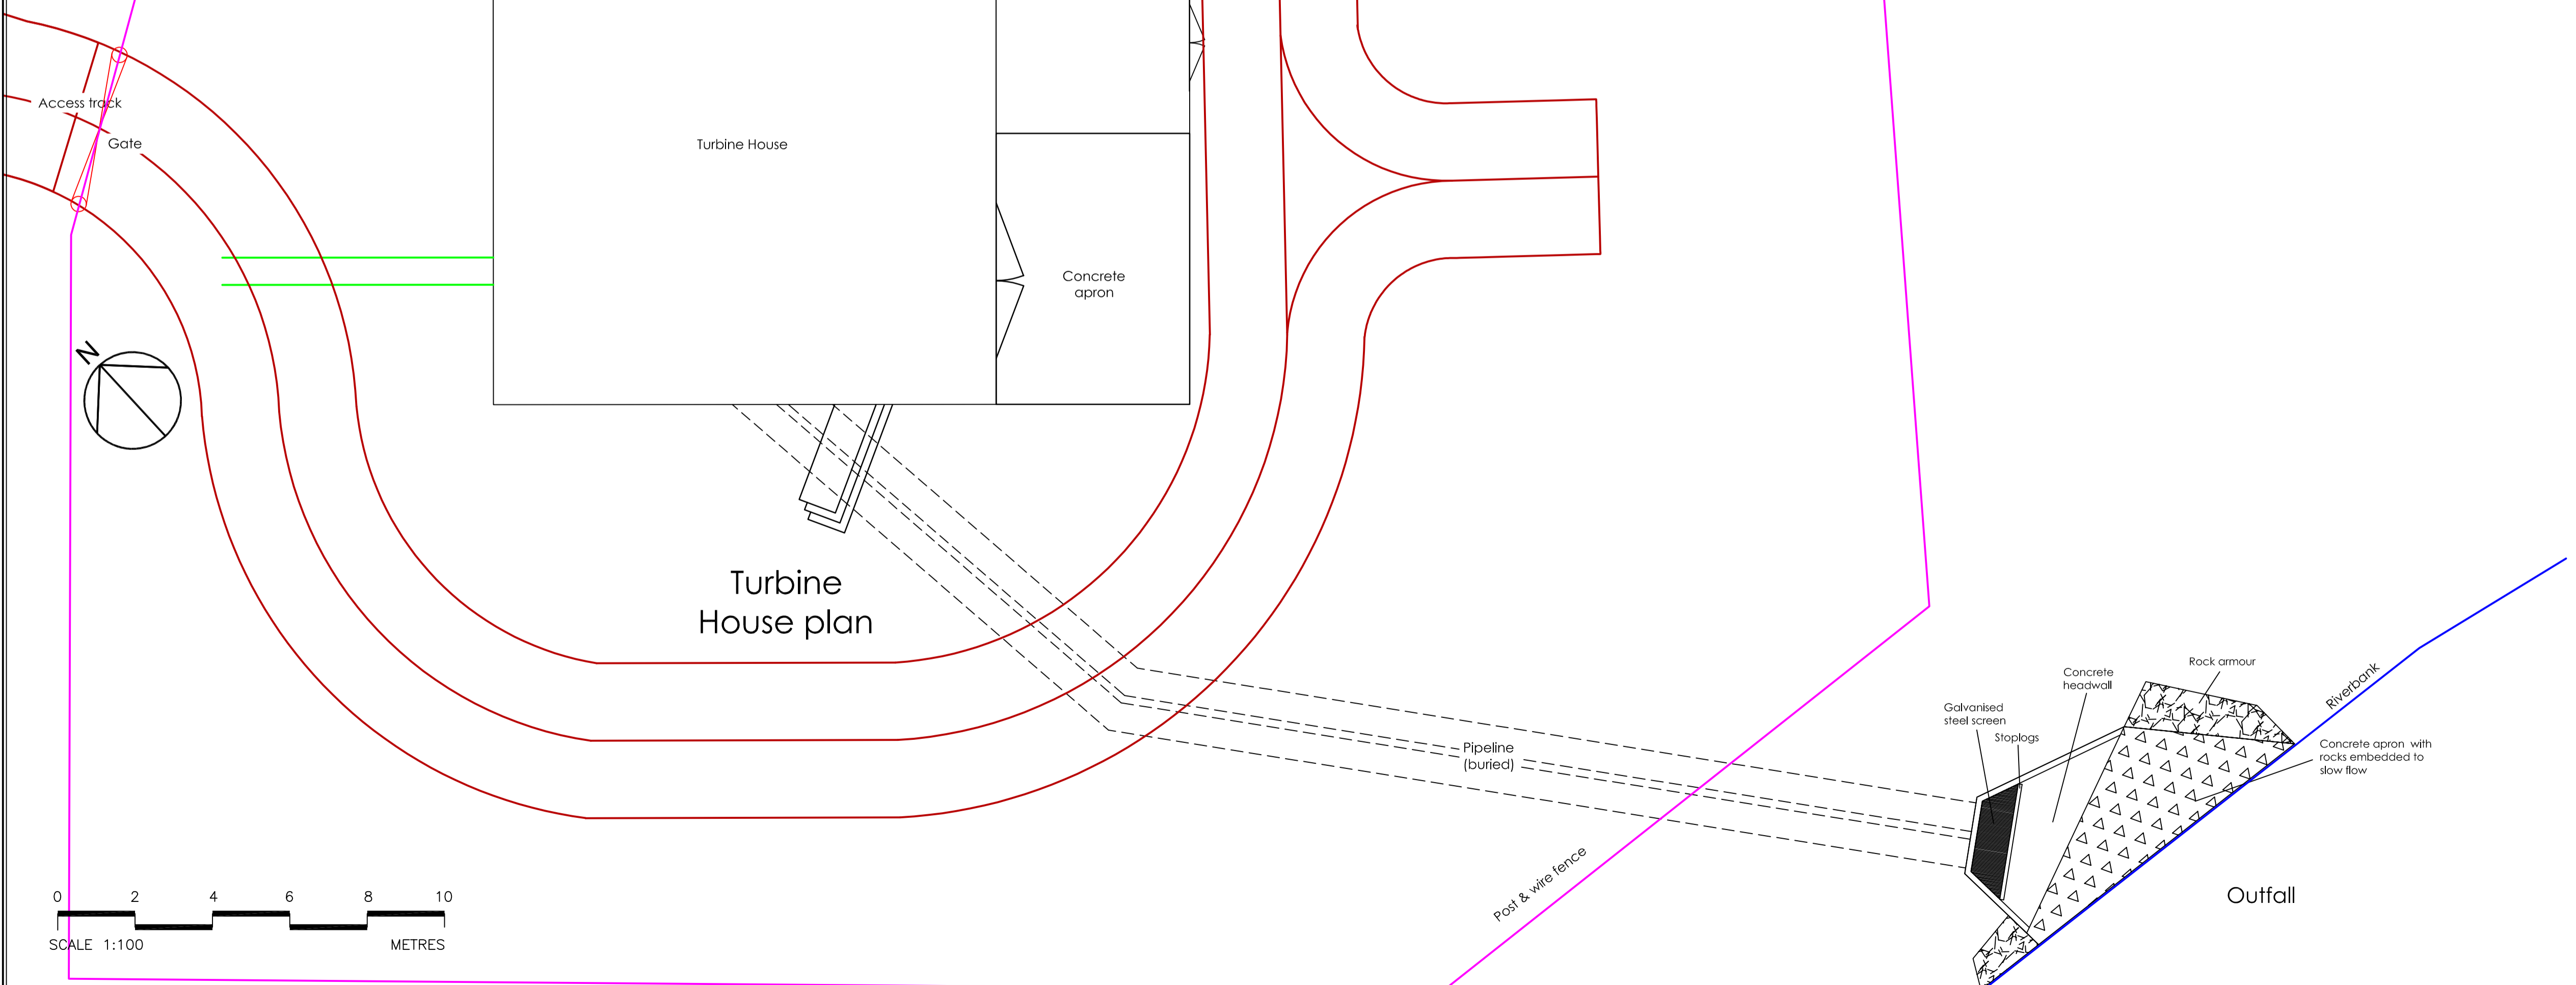 Access track
Gate
Turbine House
Concrete
apron
N
Turbine
House plan
Rock armour
Concrete
headwall
Riverbank
Galvanised
steel screen
Stoplogs
Concrete apron with
rocks embedded to
slow flow
Pipeline
(buried)
Post & wire fence
Outfall
0 2 4 6 8 10
SCALE 1:100 METRES